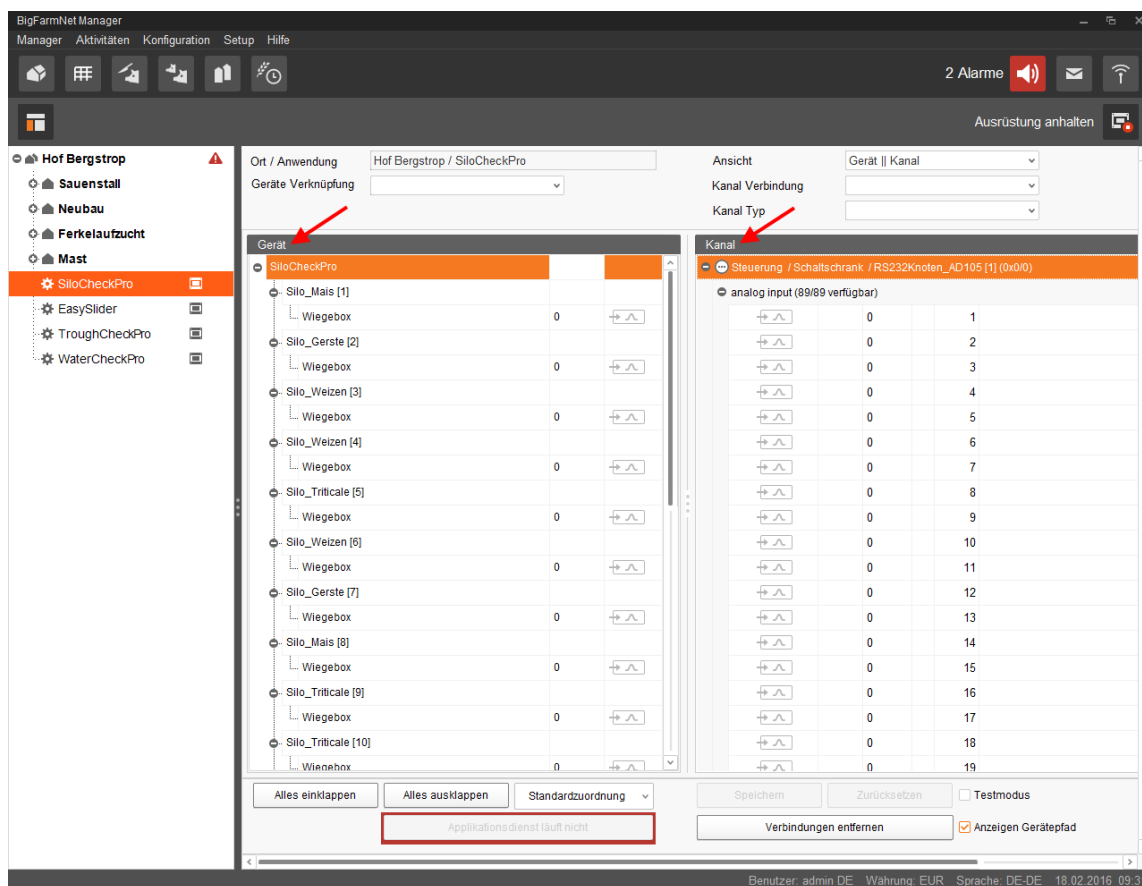 BigFarmNet Manager
Manager Aktivitäten Konfiguration Setup Hilfe
2 Alarme
Ausrüstung anhalten
Hof Bergstrop
Sauenstall
Neubau
Ferkelaufzucht
Mast
SiloCheckPro
EasySlider
TroughCheckPro
WaterCheckPro
Ort / Anwendung Hof Bergstrop / SiloCheckPro
Geräte Verknüpfung
Ansicht Gerät || Kanal
Kanal Verbindung
Kanal Typ
Gerät
SiloCheckPro
Silo_Mais [1]
Wiegebox 0
Silo_Gerste [2]
Wiegebox 0
Silo_Weizen [3]
Wiegebox 0
Silo_Weizen [4]
Wiegebox 0
Silo_Triticale [5]
Wiegebox 0
Silo_Weizen [6]
Wiegebox 0
Silo_Gerste [7]
Wiegebox 0
Silo_Mais [8]
Wiegebox 0
Silo_Triticale [9]
Wiegebox 0
Silo_Triticale [10]
Wiegebox 0
Kanal
Steuerung / Schaltschrank / RS232Knoten_AD105 [1] (0x0/0)
analog input (89/89 verfügbar)
0 1
0 2
0 3
0 4
0 5
0 6
0 7
0 8
0 9
0 10
0 11
0 12
0 13
0 14
0 15
0 16
0 17
0 18
0 19
Alles einklappen Alles ausklappen Standardzuordnung
Applikationsdienst läuft nicht
Speichern Zurücksetzen Testmodus
Verbindungen entfernen Anzeigen Gerätepfad
Benutzer: admin DE Währung: EUR Sprache: DE-DE 18.02.2016 09:3